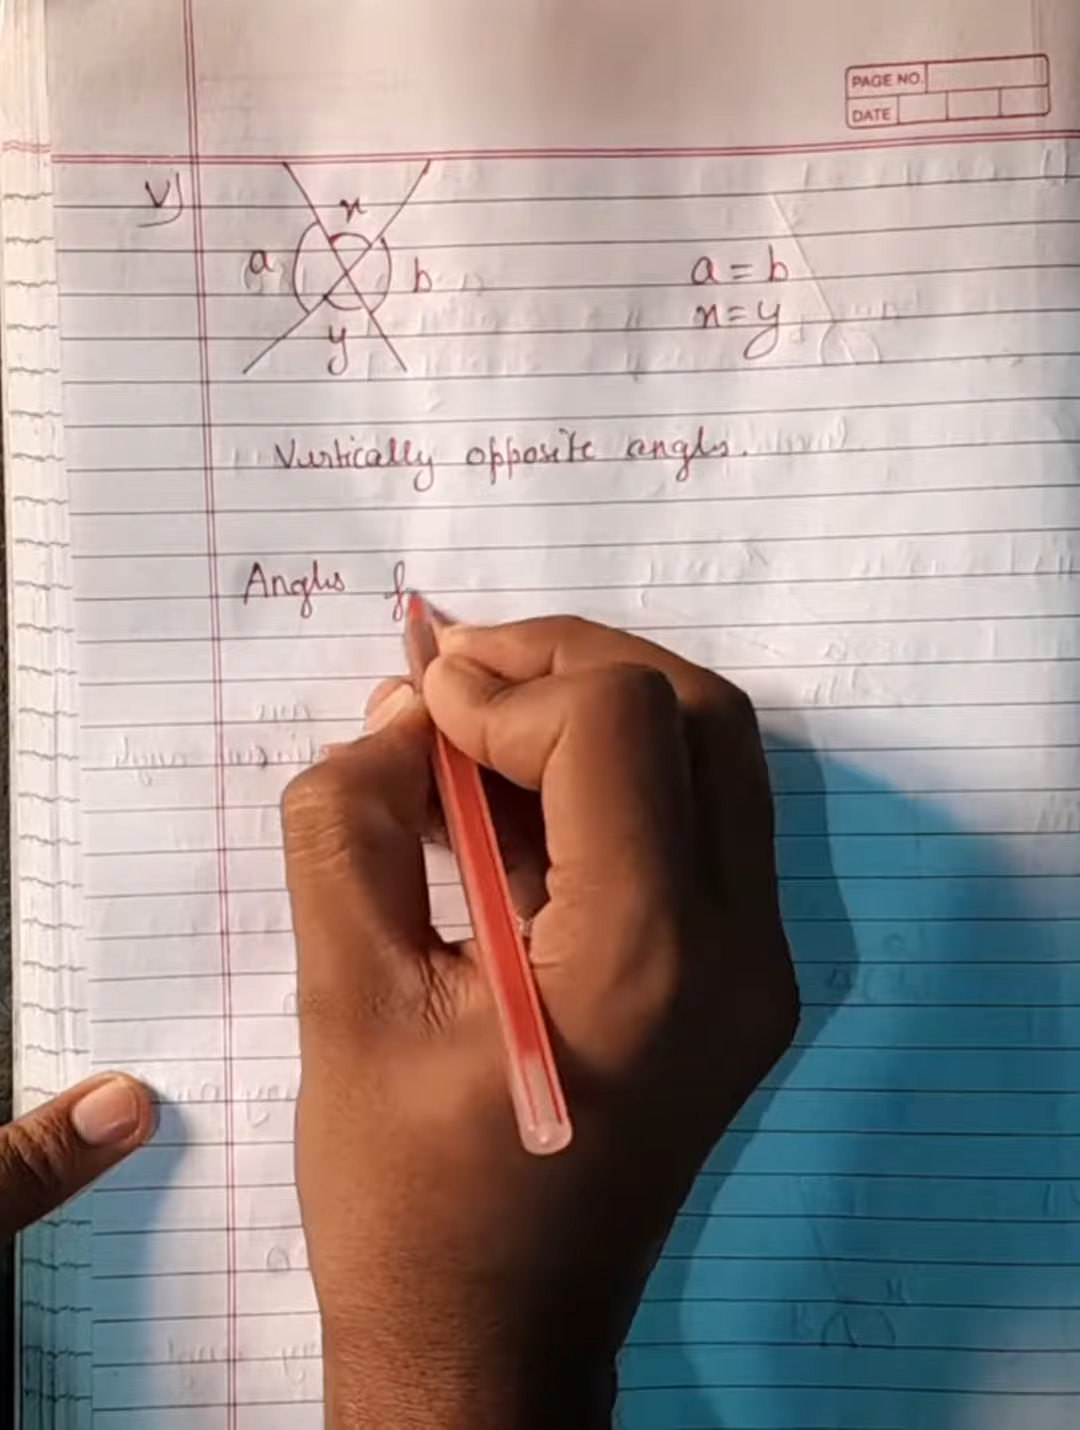 PAGE NO.
DATE
v)
x
a
b
y
a = b
x = y
Vertically opposite angles.
Angles f